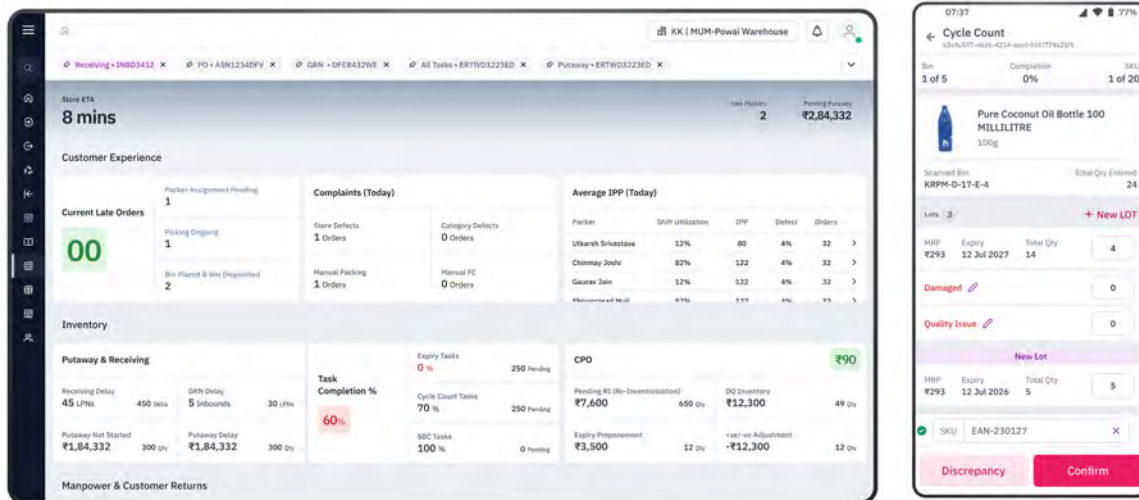 KK | MUM-Powai Warehouse
Receiving • INBD3432 × PO • ASN1234DFV × GRN • DFER432WE × All Tasks • ERTWD3223ED × Putaway • ERTWD3223ED ×
Store ETA
8 mins
Free Packers
2
Pending Putaway
₹2,84,332
Customer Experience
Current Late Orders
00
Packer Assignment Pending
1
Picking Ongoing
1
Bin Placed & Not Dispatched
2
Complaints (Today)
Store Defects
1 Orders
Category Defects
0 Orders
Manual Packing
1 Orders
Manual FC
0 Orders
Average IPP (Today)
Packer Shift Utilization IPP Defect Orders
Utkarsh Srivastava 12% 80 4% 32
Chinmay Joshi 82% 122 4% 32
Gaurav Jain 12% 122 4% 32
82% 122 4% 32
Inventory
Putaway & Receiving
Receiving Delay
45 LPNs 450 SKUs
GRN Delay
5 Inbounds 30 LPNs
Putaway Not Started
₹1,84,332 300 Qty
Putaway Delay
₹1,84,332 300 Qty
Task Completion %
60%
Expiry Tasks
0 % 250 Pending
Cycle Count Tasks
70 % 250 Pending
SBC Tasks
100 % 0 Pending
CPO ₹90
Pending RI (Re-Inventorisation)
₹7,600 650 Qty
DQ Inventory
₹12,300 49 Qty
Expiry Preponement
₹3,500 12 Qty
+ve/-ve Adjustment
-₹12,300 12 Qty
Manpower & Customer Returns
07:37 77%
Cycle Count
Bin Completion SKU
1 of 5 0% 1 of 20
Pure Coconut Oil Bottle 100
MILLILITRE
100g
Scanned Bin Total Qty Entered
KRPM-D-17-E-4 24
Lots 3 + New LOT
MRP Expiry Total Qty
₹293 12 Jul 2027 14 4
Damaged 0
Quality Issue 0
New Lot
MRP Expiry Total Qty
₹293 12 Jul 2026 5 5
SKU EAN-230127 ×
Discrepancy Confirm